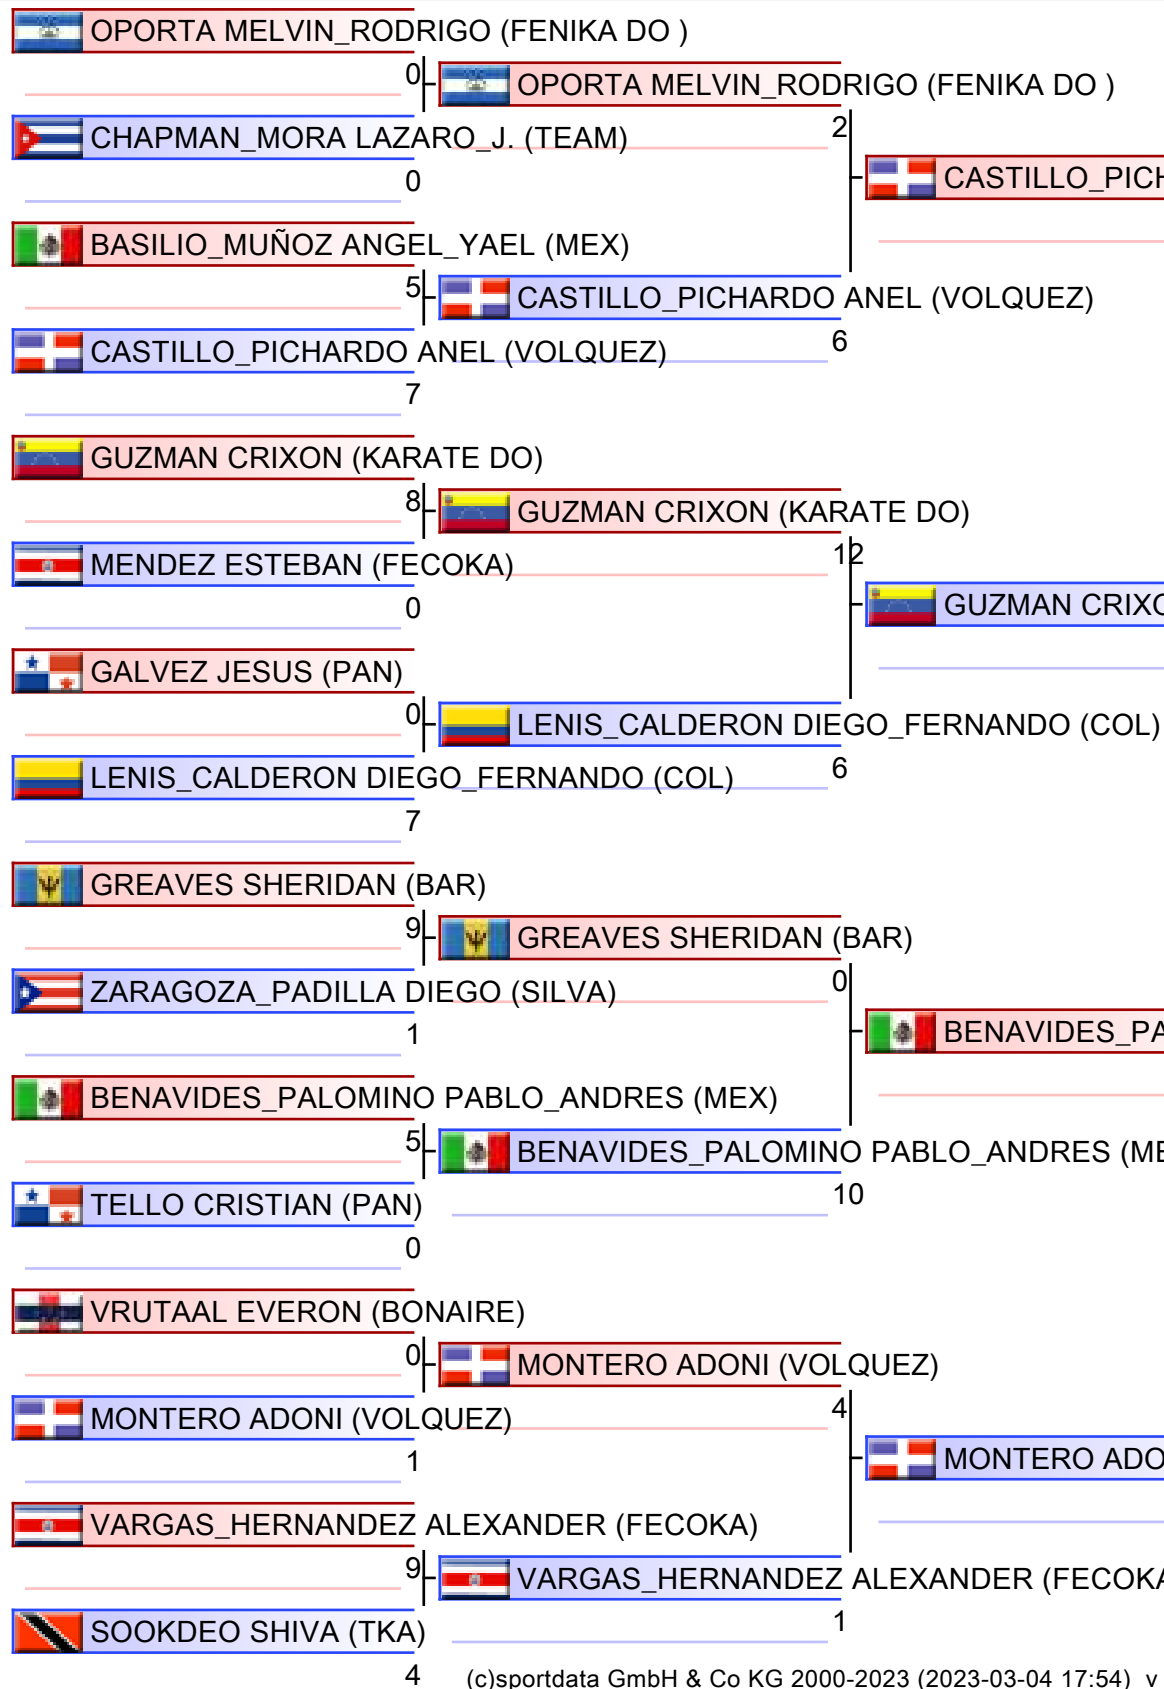 OPORTA MELVIN_RODRIGO (FENIKA DO )
0
OPORTA MELVIN_RODRIGO (FENIKA DO )
CHAPMAN_MORA LAZARO_J. (TEAM)
2
0
CASTILLO_PICH
BASILIO_MUÑOZ ANGEL_YAEL (MEX)
5
CASTILLO_PICHARDO ANEL (VOLQUEZ)
CASTILLO_PICHARDO ANEL (VOLQUEZ)
6
7
GUZMAN CRIXON (KARATE DO)
8
GUZMAN CRIXON (KARATE DO)
MENDEZ ESTEBAN (FECOKA)
12
0
GUZMAN CRIXO
GALVEZ JESUS (PAN)
0
LENIS_CALDERON DIEGO_FERNANDO (COL)
LENIS_CALDERON DIEGO_FERNANDO (COL)
6
7
GREAVES SHERIDAN (BAR)
9
GREAVES SHERIDAN (BAR)
ZARAGOZA_PADILLA DIEGO (SILVA)
0
1
BENAVIDES_PA
BENAVIDES_PALOMINO PABLO_ANDRES (MEX)
5
BENAVIDES_PALOMINO PABLO_ANDRES (ME
TELLO CRISTIAN (PAN)
10
0
VRUTAAL EVERON (BONAIRE)
0
MONTERO ADONI (VOLQUEZ)
MONTERO ADONI (VOLQUEZ)
4
1
MONTERO ADO
VARGAS_HERNANDEZ ALEXANDER (FECOKA)
9
VARGAS_HERNANDEZ ALEXANDER (FECOKA
SOOKDEO SHIVA (TKA)
1
4
(c)sportdata GmbH & Co KG 2000-2023 (2023-03-04 17:54) v